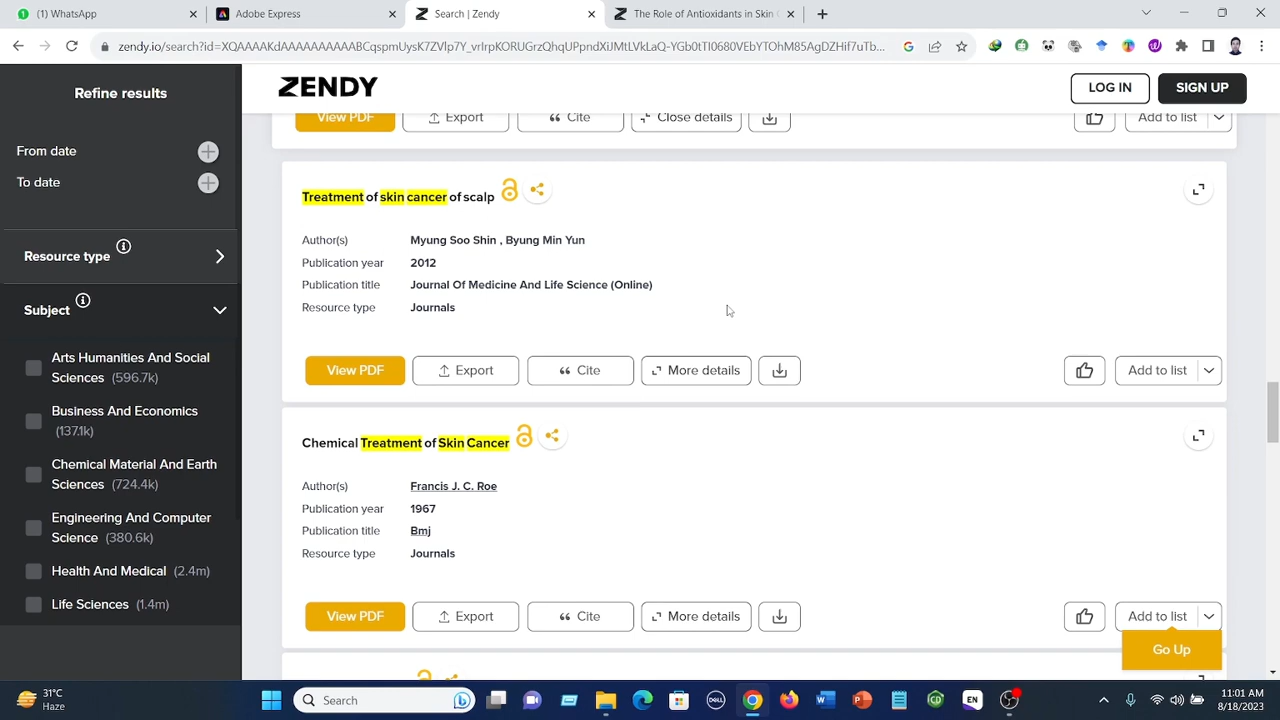 (1) WhatsApp
Adobe Express
Search | Zendy
The Role of Antioxidants in Skin C
Refine results
From date
To date
Resource type
Subject
Arts Humanities And Social
Sciences (596.7k)
Business And Economics
(137.1k)
Chemical Material And Earth
Sciences (724.4k)
Engineering And Computer
Science (380.6k)
Health And Medical (2.4m)
Life Sciences (1.4m)
ZENDY
LOG IN
SIGN UP
View PDF
Export
Cite
Close details
Add to list
Treatment of skin cancer of scalp
Author(s) Myung Soo Shin , Byung Min Yun
Publication year 2012
Publication title Journal Of Medicine And Life Science (Online)
Resource type Journals
View PDF
Export
Cite
More details
Add to list
Chemical Treatment of Skin Cancer
Author(s) Francis J. C. Roe
Publication year 1967
Publication title Bmj
Resource type Journals
View PDF
Export
Cite
More details
Add to list
Go Up
31°C
Haze
Search
DELL
EN
11:01 AM
8/18/2023